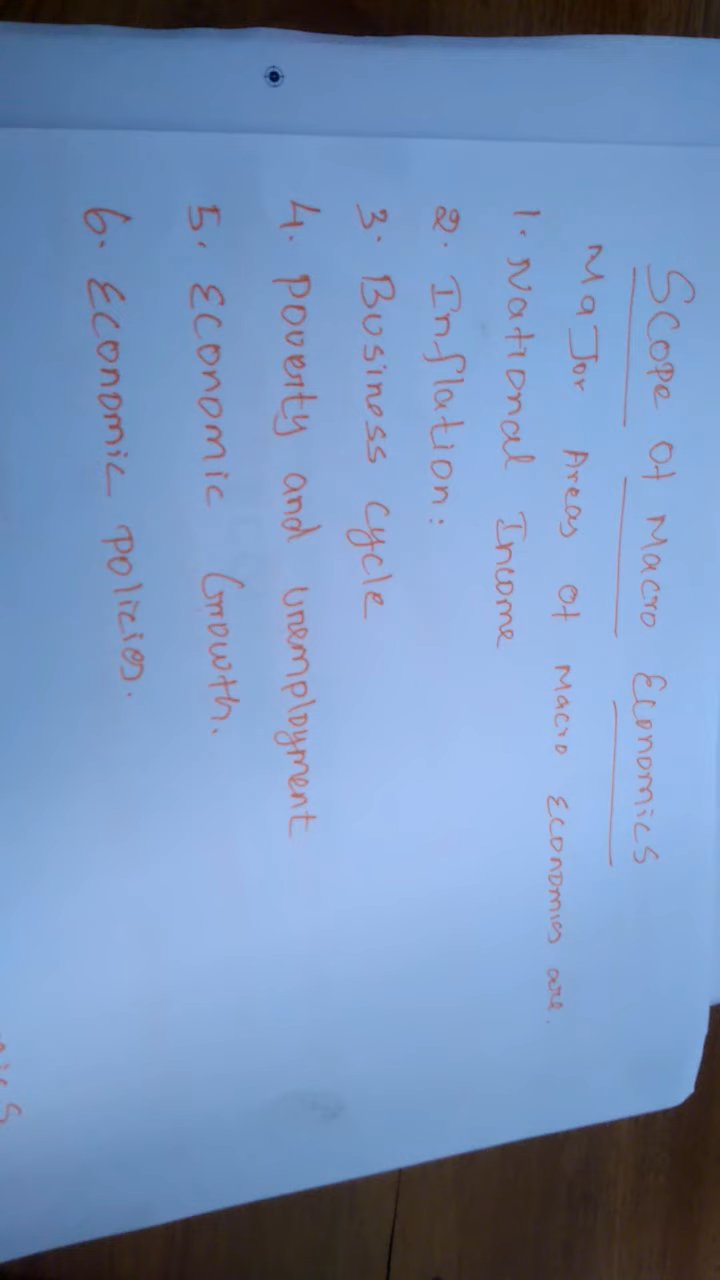 Scope of Macro Economics
Major Areas of Macro Economics are.
1. National Income
2. Inflation:
3. Business cycle
4. Poverty and unemployment
5. Economic Growth.
6. Economic policies.